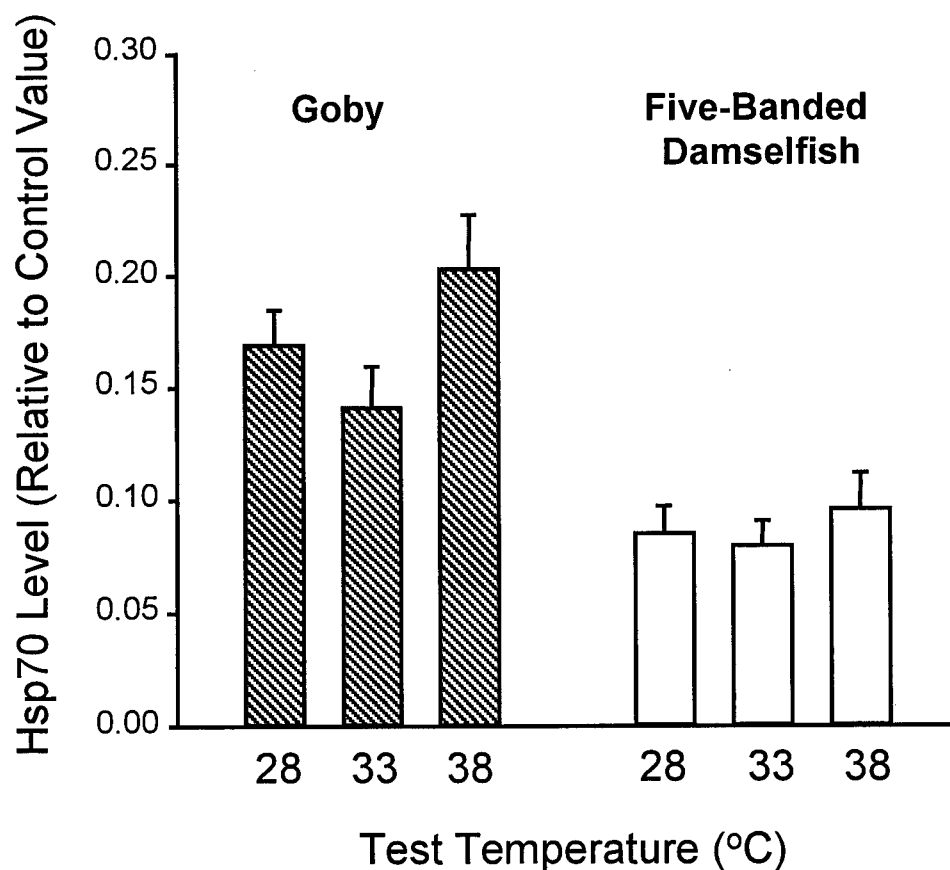 Hsp70 Level (Relative to Control Value)
0.30
0.25
0.20
0.15
0.10
0.05
0.00
Goby
Five-Banded
Damselfish
28 33 38 28 33 38
Test Temperature (ºC)